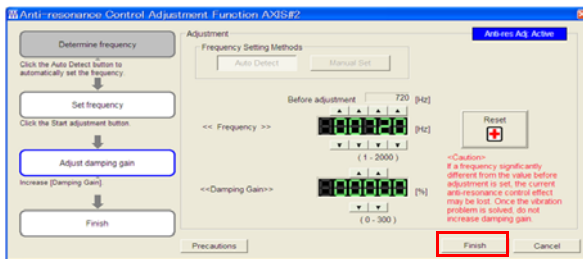 Anti-resonance Control Adjustment Function AXIS#2
Determine frequency
Click the Auto Detect button to
automatically set the frequency.
Set frequency
Click the Start adjustment button.
Adjust damping gain
Increase [Damping Gain].
Finish
Adjustment
Anti-res Adj: Active
Frequency Setting Methods
Auto Detect
Manual Set
Before adjustment 720 [Hz]
<< Frequency >> 00720 [Hz]
( 1 - 2000 )
Reset
<<Damping Gain>> 00000 [%]
( 0 - 300 )
<Caution>
If a frequency significantly
different from the value before
adjustment is set, the current
anti-resonance control effect
may be lost. Once the vibration
problem is solved, do not
increase damping gain.
Precautions
Finish
Cancel